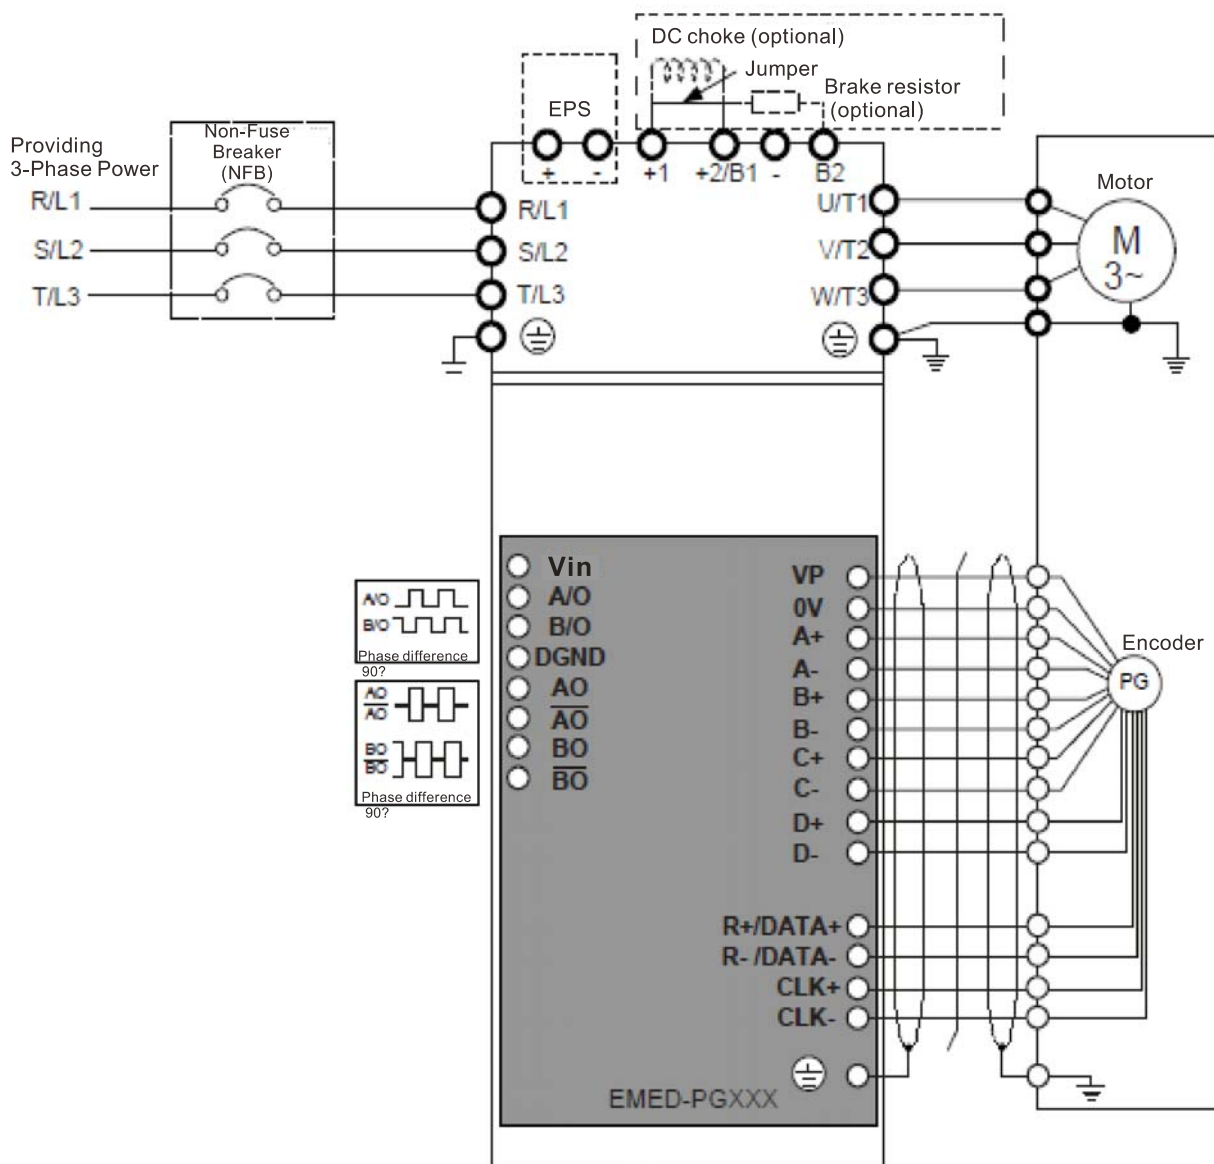 DC choke (optional)
Jumper
EPS
Brake resistor
(optional)
Providing
3-Phase Power
Non-Fuse
Breaker
(NFB)
+ - +1 +2/B1 - B2
R/L1 R/L1 U/T1
S/L2 S/L2 V/T2
T/L3 T/L3 W/T3
Motor
M
3~
Vin
A/O
B/O
DGND
AO
A̅O̅
BO
B̅O̅
A/O
B/O
Phase difference
90?
AO
A̅O̅
BO
B̅O̅
Phase difference
90?
VP
0V
A+
A-
B+
B-
C+
C-
D+
D-
R+/DATA+
R- /DATA-
CLK+
CLK-
Encoder
PG
EMED-PGXXX